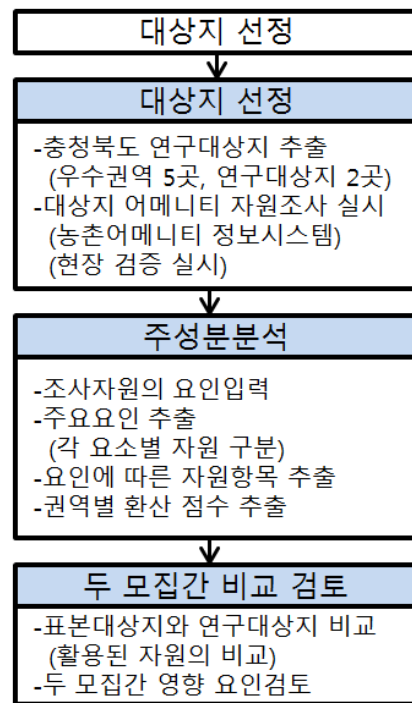 대상지 선정
대상지 선정
-충청북도 연구대상지 추출
(우수권역 5곳, 연구대상지 2곳)
-대상지 어메니티 자원조사 실시
(농촌어메니티 정보시스템)
(현장 검증 실시)
주성분분석
-조사자원의 요인입력
-주요요인 추출
(각 요소별 자원 구분)
-요인에 따른 자원항목 추출
-권역별 환산 점수 추출
두 모집간 비교 검토
-표본대상지와 연구대상지 비교
(활용된 자원의 비교)
-두 모집간 영향 요인검토